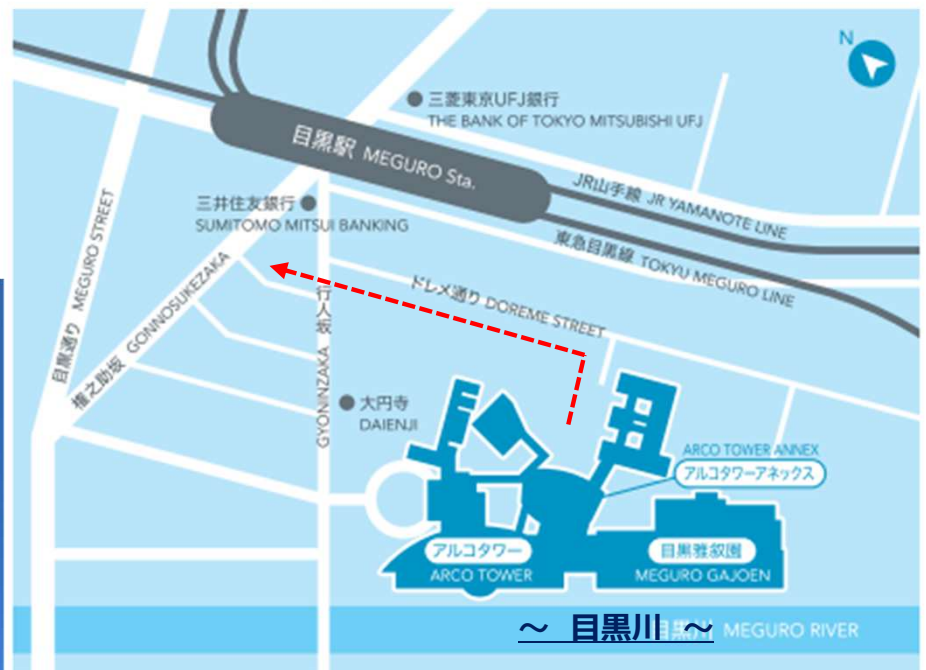 N
三菱東京UFJ銀行
THE BANK OF TOKYO MITSUBISHI UFJ
目黒駅 MEGURO Sta.
JR山手線 JR YAMANOTE LINE
三井住友銀行
SUMITOMO MITSUI BANKING
東急目黒線 TOKYU MEGURO LINE
目黒通り MEGURO STREET
権之助坂 GONNOSUKEZAKA
行人坂 GYONINZAKA
ドレメ通り DOREME STREET
大円寺
DAIENJI
ARCO TOWER ANNEX
アルコタワーアネックス
アルコタワー
ARCO TOWER
目黒雅叙園
MEGURO GAJOEN
~ 目黒川 ~
目黒川 MEGURO RIVER